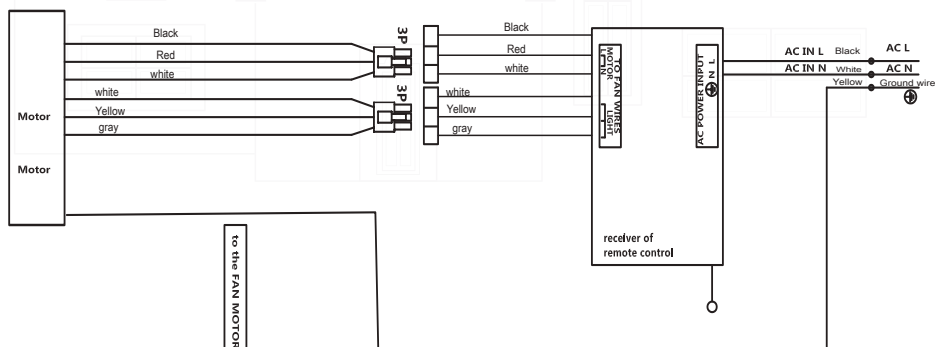 Black
Red
white
white
Yellow
gray
Motor
Motor
3P
3P
Black
Red
white
white
Yellow
gray
TO FAN WIRES
MOTOR
L L N
LIGHT
AC POWER INPUT
N L
receiver of
remote control
AC IN L Black AC L
AC IN N White AC N
Yellow Ground wire
to the FAN MOTOR